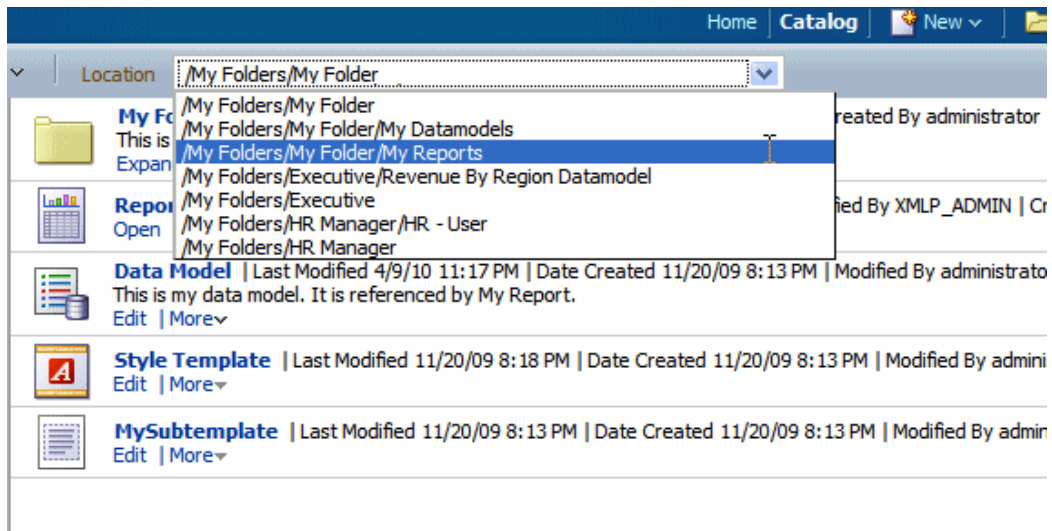 Home | Catalog | New
Location /My Folders/My Folder
/My Folders/My Folder
/My Folders/My Folder/My Datamodels
/My Folders/My Folder/My Reports
/My Folders/Executive/Revenue By Region Datamodel
/My Folders/Executive
/My Folders/HR Manager/HR - User
/My Folders/HR Manager
My Fo
reated By administrator
This is
Expan
Repor
fied By XMLP_ADMIN | Cr
Open
Data Model | Last Modified 4/9/10 11:17 PM | Date Created 11/20/09 8:13 PM | Modified By administrato
This is my data model. It is referenced by My Report.
Edit | More
Style Template | Last Modified 11/20/09 8:18 PM | Date Created 11/20/09 8:13 PM | Modified By admini
Edit | More
MySubtemplate | Last Modified 11/20/09 8:13 PM | Date Created 11/20/09 8:13 PM | Modified By admin
Edit | More